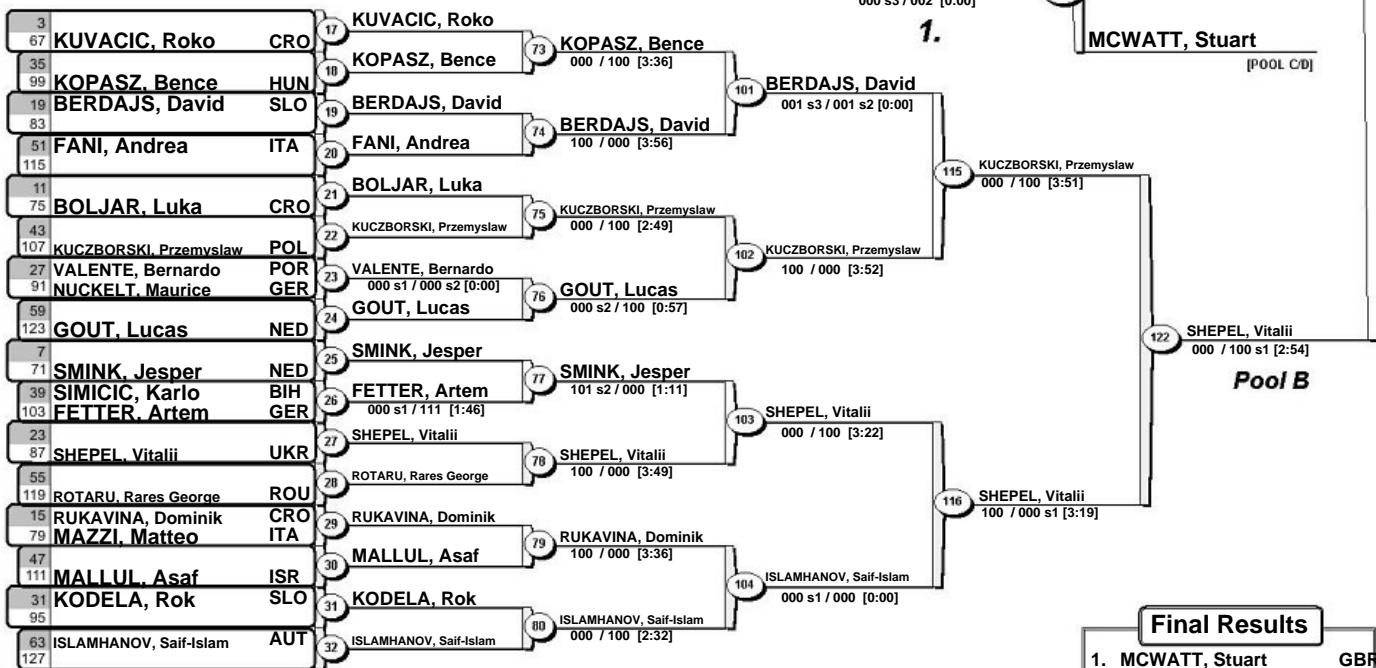 000 s3 / 002 [0:00]
1.
MCWATT, Stuart
[POOL C/D]
3
67 KUVACIC, Roko CRO
35
99 KOPASZ, Bence HUN
19 BERDAJS, David SLO
83
51 FANI, Andrea ITA
115
11
75 BOLJAR, Luka CRO
43
107 KUCZBORSKI, Przemyslaw POL
27 VALENTE, Bernardo POR
91 NUCKELT, Maurice GER
59
123 GOUT, Lucas NED
7
71 SMINK, Jesper NED
39 SIMICIC, Karlo BIH
103 FETTER, Artem GER
23
87 SHEPEL, Vitalii UKR
55
119 ROTARU, Rares George ROU
15 RUKAVINA, Dominik CRO
79 MAZZI, Matteo ITA
47
111 MALLUL, Asaf ISR
31 KODELA, Rok SLO
95
63 ISLAMHANOV, Saif-Islam AUT
127
17 KUVACIC, Roko
18 KOPASZ, Bence
19 BERDAJS, David
20 FANI, Andrea
21 BOLJAR, Luka
22 KUCZBORSKI, Przemyslaw
23 VALENTE, Bernardo
000 s1 / 000 s2 [0:00]
24 GOUT, Lucas
25 SMINK, Jesper
26 FETTER, Artem
000 s1 / 111 [1:46]
27 SHEPEL, Vitalii
28 ROTARU, Rares George
29 RUKAVINA, Dominik
30 MALLUL, Asaf
31 KODELA, Rok
32 ISLAMHANOV, Saif-Islam
73 KOPASZ, Bence
000 / 100 [3:36]
74 BERDAJS, David
100 / 000 [3:56]
75 KUCZBORSKI, Przemyslaw
000 / 100 [2:49]
76 GOUT, Lucas
000 s2 / 100 [0:57]
77 SMINK, Jesper
101 s2 / 000 [1:11]
78 SHEPEL, Vitalii
100 / 000 [3:49]
79 RUKAVINA, Dominik
100 / 000 [3:36]
80 ISLAMHANOV, Saif-Islam
000 / 100 [2:32]
101 BERDAJS, David
001 s3 / 001 s2 [0:00]
102 KUCZBORSKI, Przemyslaw
100 / 000 [3:52]
103 SHEPEL, Vitalii
000 / 100 [3:22]
104 ISLAMHANOV, Saif-Islam
000 s1 / 000 [0:00]
115 KUCZBORSKI, Przemyslaw
000 / 100 [3:51]
116 SHEPEL, Vitalii
100 / 000 s1 [3:19]
122 SHEPEL, Vitalii
000 / 100 s1 [2:54]
Pool B
Final Results
1. MCWATT, Stuart GBR